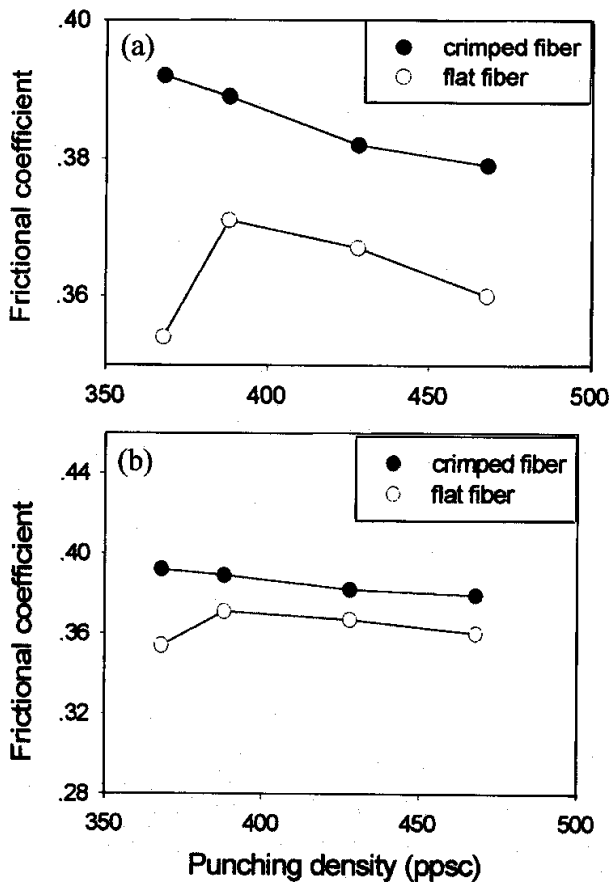 (a)
crimped fiber
flat fiber
.40
.38
.36
Frictional coefficient
350
400
450
500
(b)
crimped fiber
flat fiber
.44
.40
.36
.32
.28
Frictional coefficient
350
400
450
500
Punching density (ppsc)